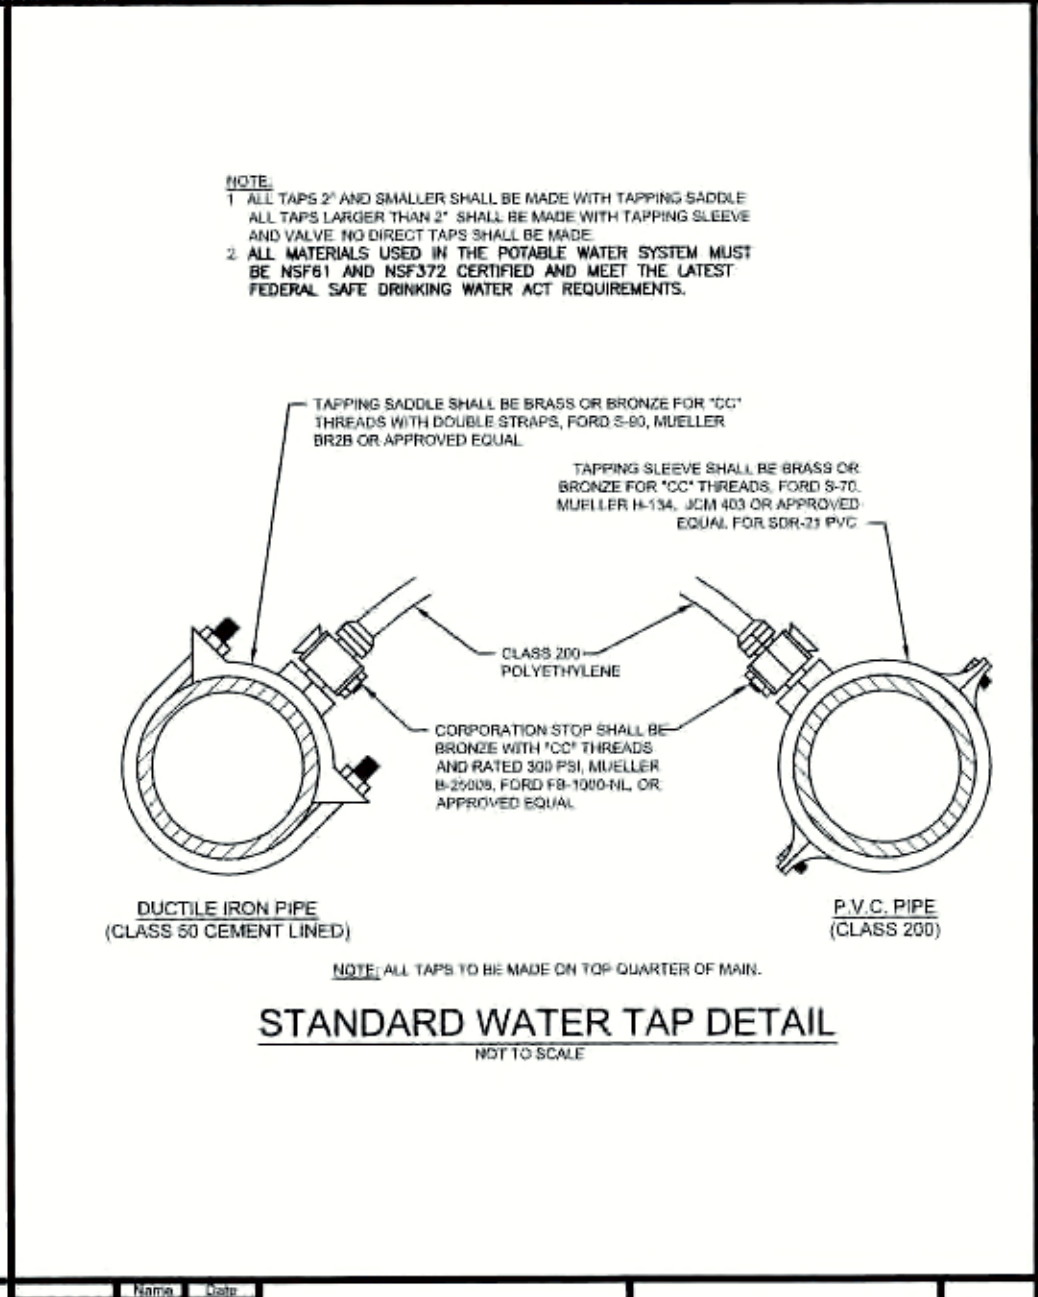 NOTE:
1 ALL TAPS 2" AND SMALLER SHALL BE MADE WITH TAPPING SADDLE
ALL TAPS LARGER THAN 2" SHALL BE MADE WITH TAPPING SLEEVE
AND VALVE. NO DIRECT TAPS SHALL BE MADE.
2. ALL MATERIALS USED IN THE POTABLE WATER SYSTEM MUST
BE NSF61 AND NSF372 CERTIFIED AND MEET THE LATEST
FEDERAL SAFE DRINKING WATER ACT REQUIREMENTS.
TAPPING SADDLE SHALL BE BRASS OR BRONZE FOR "CC"
THREADS WITH DOUBLE STRAPS, FORD S-90, MUELLER
BR2B OR APPROVED EQUAL
TAPPING SLEEVE SHALL BE BRASS OR
BRONZE FOR "CC" THREADS, FORD S-70,
MUELLER H-134, JCM 403 OR APPROVED
EQUAL FOR SDR-21 PVC
CLASS 200
POLYETHYLENE
CORPORATION STOP SHALL BE
BRONZE WITH "CC" THREADS
AND RATED 300 PSI, MUELLER
B-25008, FORD FB-1000-NL, OR
APPROVED EQUAL
DUCTILE IRON PIPE
(CLASS 50 CEMENT LINED)
P.V.C. PIPE
(CLASS 200)
NOTE: ALL TAPS TO BE MADE ON TOP QUARTER OF MAIN.
STANDARD WATER TAP DETAIL
NOT TO SCALE
Name Date